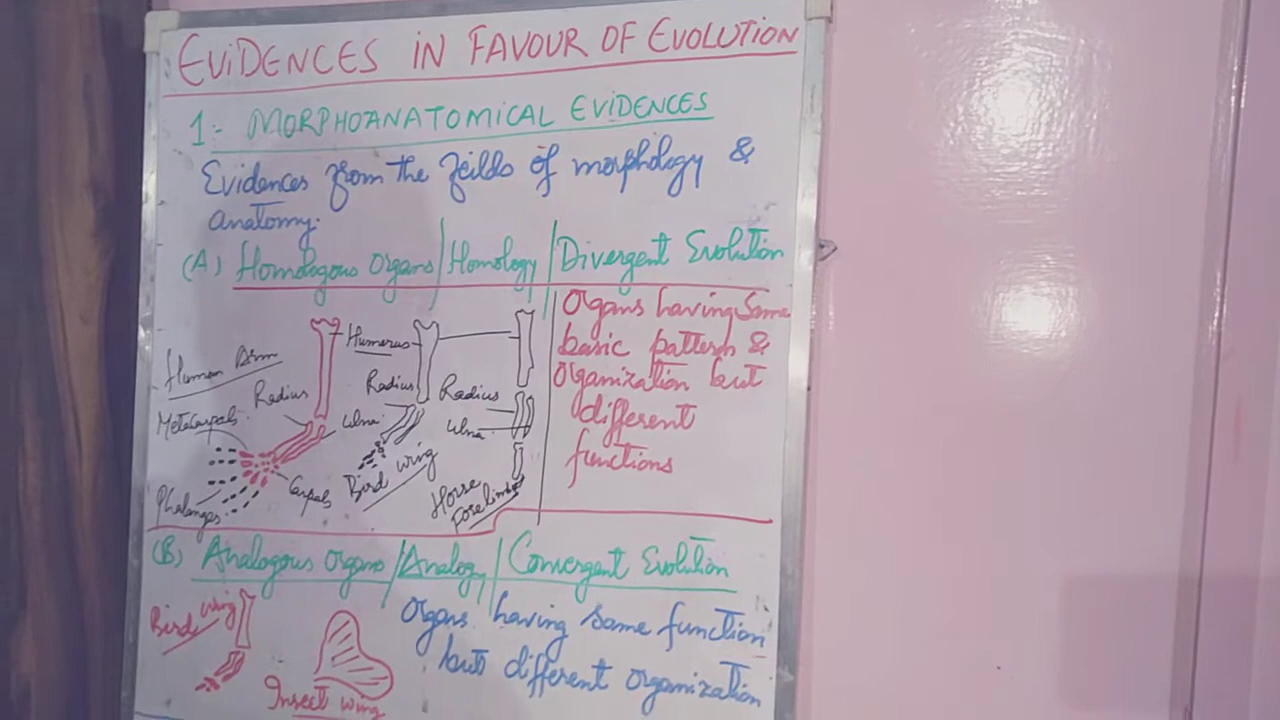 EViDENCES iN FAVOUR OF EVOLUTION
1:- MORPHOANATOMICAL EVIDENCES
Evidences from the feilds of morphology &
anatomy.
(A) Homologous Organs/Homology/Divergent Evolution
Organs having Same
basic pattern &
Organization but
different
functions
Human Arm
Humerus
Radius
Radius
Radius
Metacarpals
Ulna
Ulna
Carpals
Phalanges
Bird wing
Horse
Forelimb
(B) Analogous Organs/Analogy/Convergent Evolution
Bird wing
Insect wing
Organs having same function
but different organization